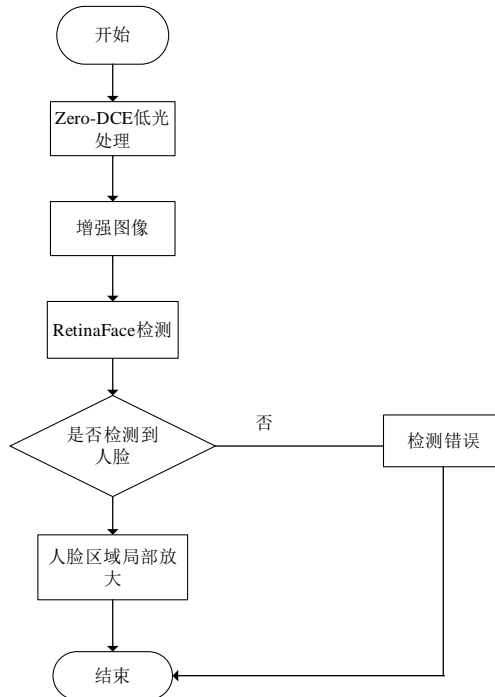 开始
Zero-DCE低光
处理
增强图像
RetinaFace检测
是否检测到
人脸
否
检测错误
人脸区域局部放
大
结束